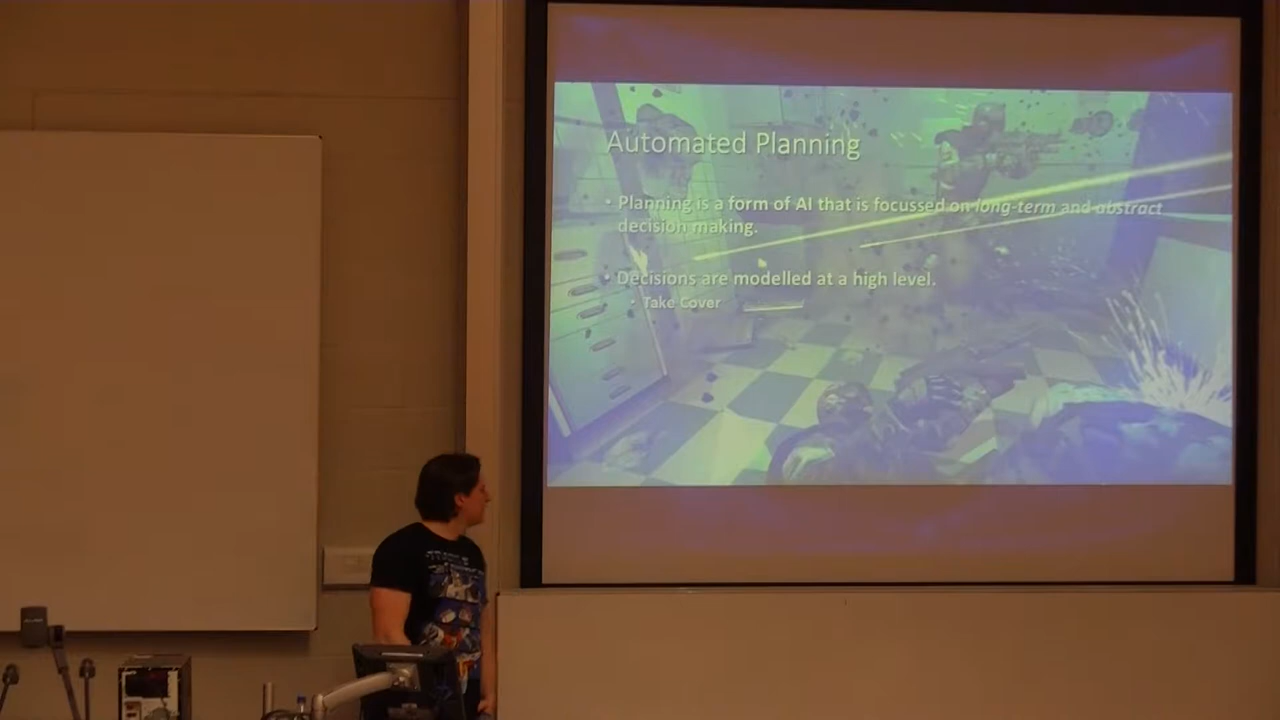 Automated Planning
• Planning is a form of AI that is focussed on long-term and abstract
decision making.
• Decisions are modelled at a high level.
• Take Cover